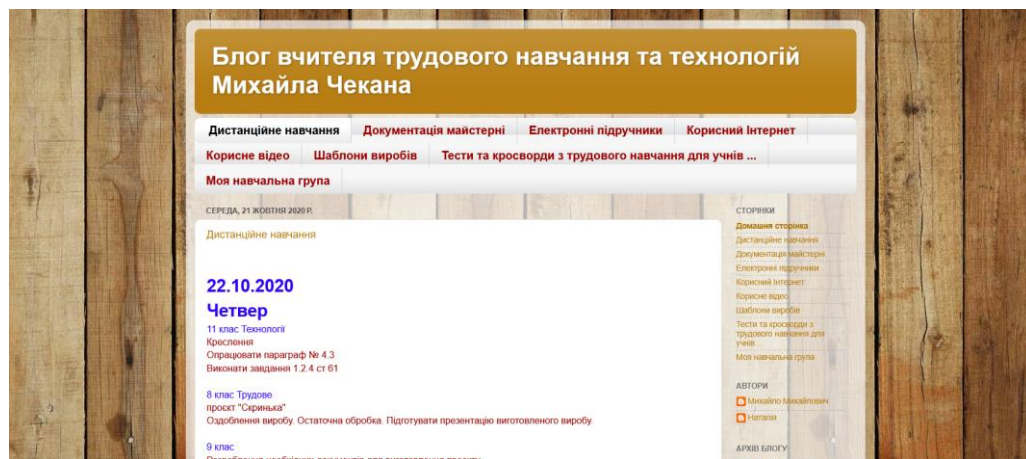 Блог вчителя трудового навчання та технологій
Михайла Чекана
Дистанційне навчання Документація майстерні Електронні підручники Корисний Інтернет
Корисне відео Шаблони виробів Тести та кросворди з трудового навчання для учнів ...
Моя навчальна група
СЕРЕДА, 21 ЖОВТНЯ 2020 Р.
Дистанційне навчання
22.10.2020
Четвер
11 клас Технології
Креслення
Опрацювати параграф № 4.3
Виконати завдання 1.2.4 ст 61
8 клас Трудове
проєкт "Скринька"
Оздоблення виробу. Остаточна обробка. Підготувати презентацію виготовленого виробу.
9 клас
СТОРІНКИ
Домашня сторінка
Дистанційне навчання
Документація майстерні
Електронні підручники
Корисний Інтернет
Корисне відео
Шаблони виробів
Тести та кросворди з
трудового навчання для
учнів ...
Моя навчальна група
АВТОРИ
Михайло Михайлович
Наталія
АРХІВ БЛОГУ